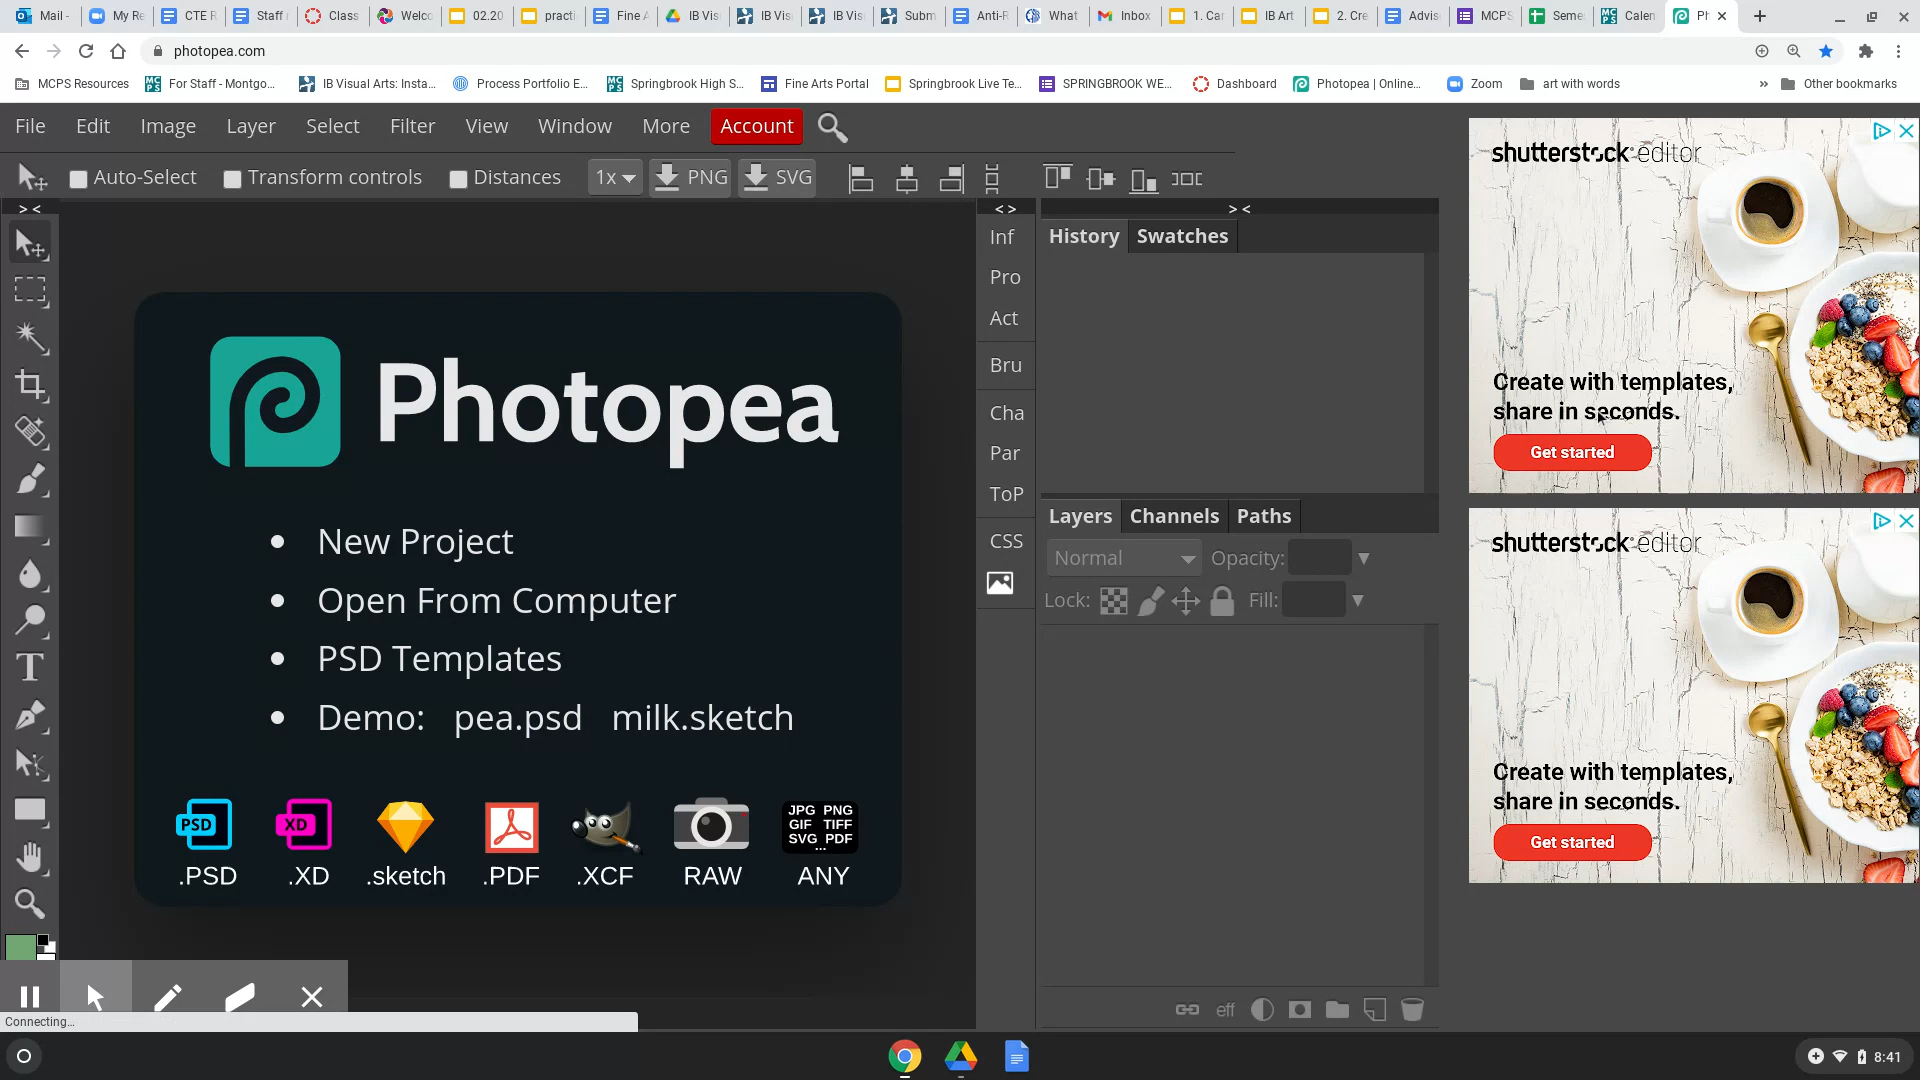 Mail -
My Re
CTE R
Staff
Class
Welco
02.20
practi
Fine A
IB Vis
IB Vis
IB Vis
Subm
Anti-R
What
Inbox
1. Car
IB Art
2. Cre
Advis
MCPS
Seme
Calen
Ph
photopea.com
MCPS Resources
For Staff - Montgo...
IB Visual Arts: Insta...
Process Portfolio E...
Springbrook High S...
Fine Arts Portal
Springbrook Live Te...
SPRINGBROOK WE...
Dashboard
Photopea | Online...
Zoom
art with words
»
Other bookmarks
File Edit Image Layer Select Filter View Window More Account
Auto-Select Transform controls Distances 1x PNG SVG
> <
< >
> <
Inf
Pro
Act
Bru
Cha
Par
ToP
CSS
History Swatches
Layers Channels Paths
Normal Opacity:
Lock: Fill:
eff
Photopea
• New Project
• Open From Computer
• PSD Templates
• Demo: pea.psd milk.sketch
PSD
XD
JPG PNG
GIF TIFF
SVG PDF
...
.PSD .XD .sketch .PDF .XCF RAW ANY
shutterstock editor
Create with templates,
share in seconds.
Get started
shutterstock editor
Create with templates,
share in seconds.
Get started
Connecting...
8:41